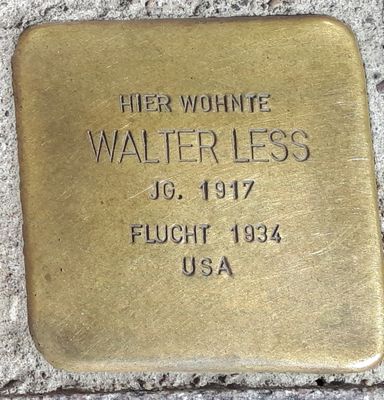 HIER WOHNTE
WALTER LESS
JG. 1917
FLUCHT 1934
USA